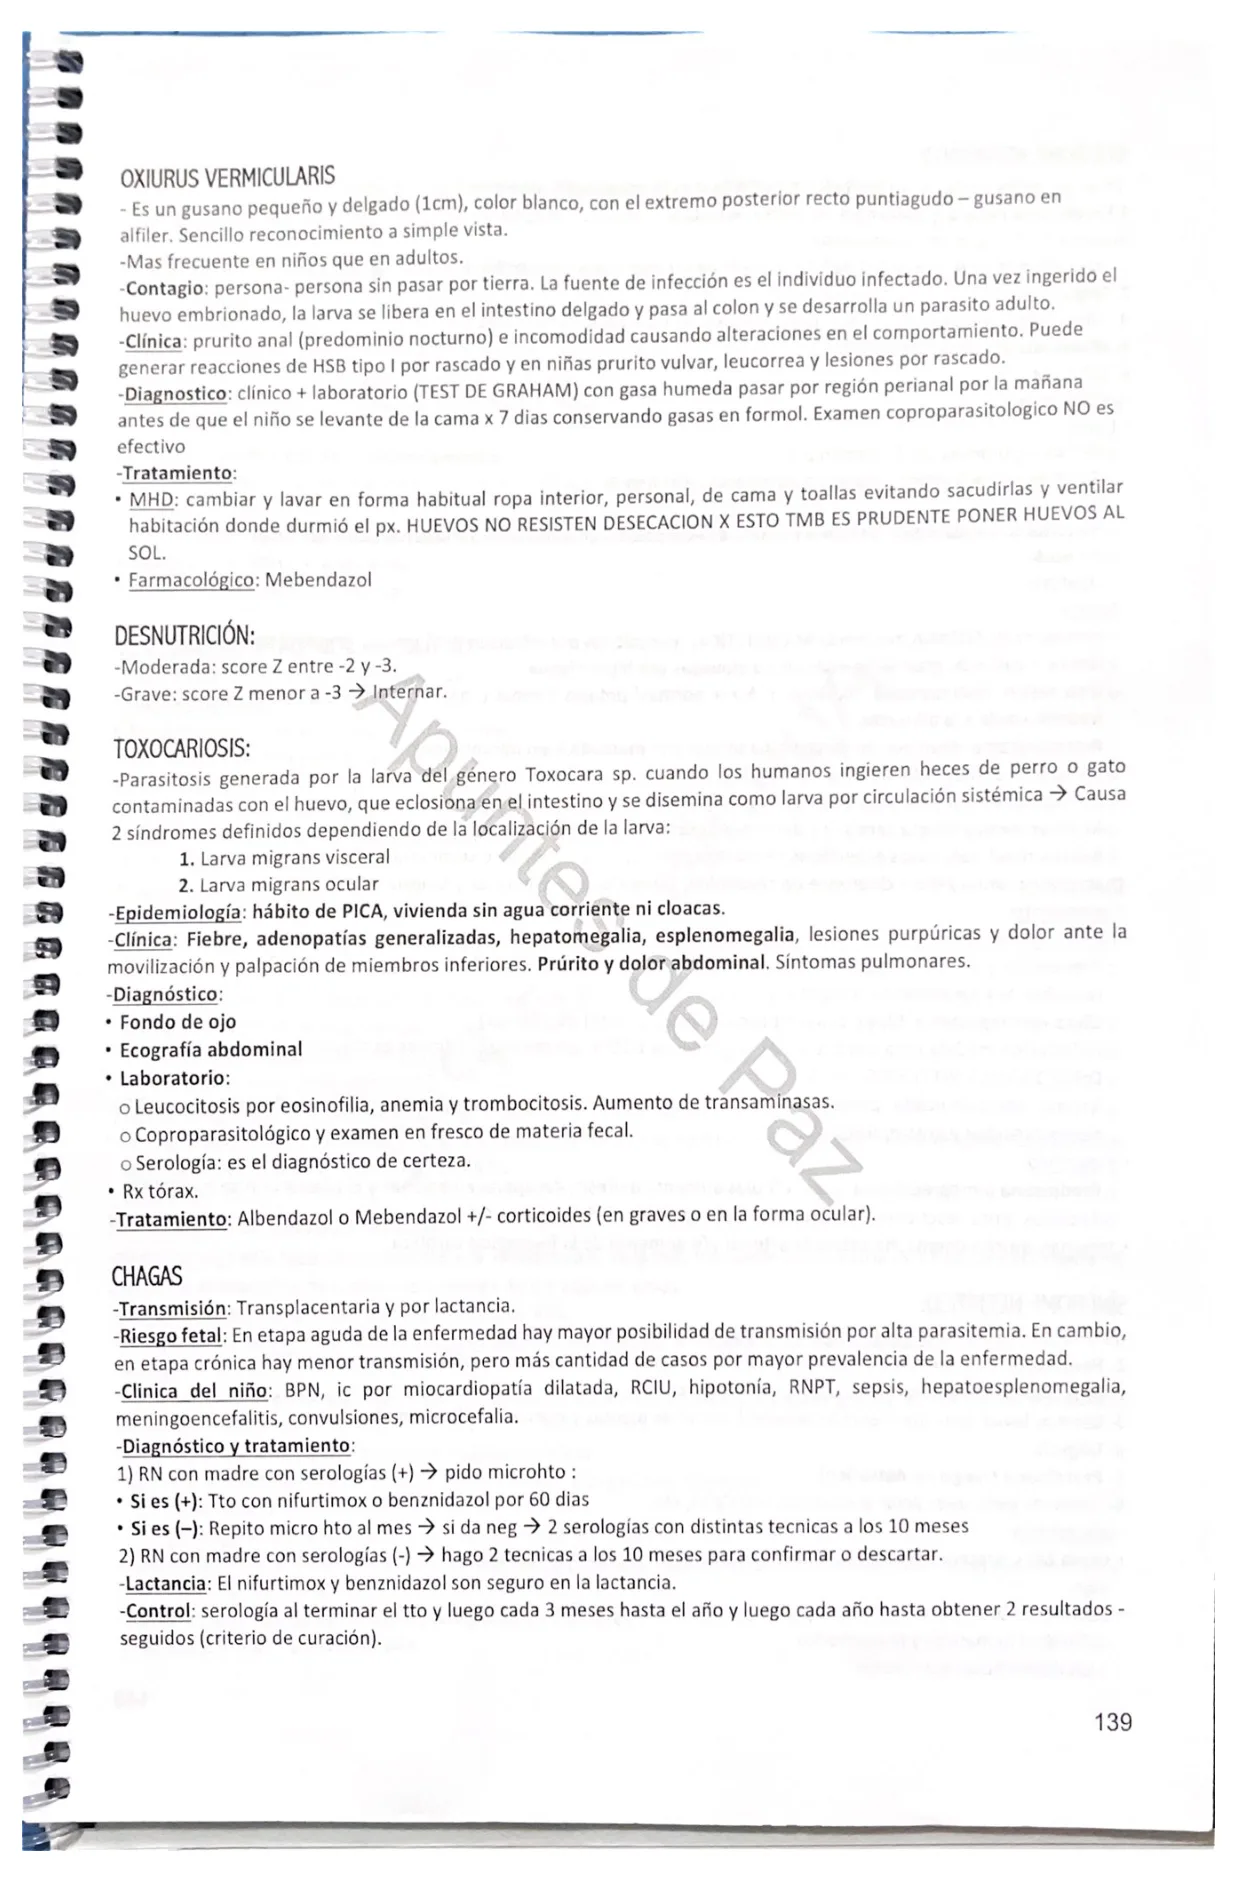 OXIURUS VERMICULARIS
- Es un gusano pequeño y delgado (1cm), color blanco, con el extremo posterior recto puntiagudo – gusano en
alfiler. Sencillo reconocimiento a simple vista.
-Mas frecuente en niños que en adultos.
-Contagio: persona- persona sin pasar por tierra. La fuente de infección es el individuo infectado. Una vez ingerido el
huevo embrionado, la larva se libera en el intestino delgado y pasa al colon y se desarrolla un parasito adulto.
-Clínica: prurito anal (predominio nocturno) e incomodidad causando alteraciones en el comportamiento. Puede
generar reacciones de HSB tipo I por rascado y en niñas prurito vulvar, leucorrea y lesiones por rascado.
-Diagnostico: clínico + laboratorio (TEST DE GRAHAM) con gasa humeda pasar por región perianal por la mañana
antes de que el niño se levante de la cama x 7 dias conservando gasas en formol. Examen coproparasitologico NO es
efectivo
-Tratamiento:
• MHD: cambiar y lavar en forma habitual ropa interior, personal, de cama y toallas evitando sacudirlas y ventilar
habitación donde durmió el px. HUEVOS NO RESISTEN DESECACION X ESTO TMB ES PRUDENTE PONER HUEVOS AL
SOL.
• Farmacológico: Mebendazol
DESNUTRICIÓN:
-Moderada: score Z entre -2 y -3.
-Grave: score Z menor a -3 → Internar.
TOXOCARIOSIS:
-Parasitosis generada por la larva del género Toxocara sp. cuando los humanos ingieren heces de perro o gato
contaminadas con el huevo, que eclosiona en el intestino y se disemina como larva por circulación sistémica → Causa
2 síndromes definidos dependiendo de la localización de la larva:
1. Larva migrans visceral
2. Larva migrans ocular
-Epidemiología: hábito de PICA, vivienda sin agua corriente ni cloacas.
-Clínica: Fiebre, adenopatías generalizadas, hepatomegalia, esplenomegalia, lesiones purpúricas y dolor ante la
movilización y palpación de miembros inferiores. Prúrito y dolor abdominal. Síntomas pulmonares.
-Diagnóstico:
• Fondo de ojo
• Ecografía abdominal
• Laboratorio:
o Leucocitosis por eosinofilia, anemia y trombocitosis. Aumento de transaminasas.
o Coproparasitológico y examen en fresco de materia fecal.
o Serología: es el diagnóstico de certeza.
• Rx tórax.
-Tratamiento: Albendazol o Mebendazol +/- corticoides (en graves o en la forma ocular).
CHAGAS
-Transmisión: Transplacentaria y por lactancia.
-Riesgo fetal: En etapa aguda de la enfermedad hay mayor posibilidad de transmisión por alta parasitemia. En cambio,
en etapa crónica hay menor transmisión, pero más cantidad de casos por mayor prevalencia de la enfermedad.
-Clinica del niño: BPN, ic por miocardiopatía dilatada, RCIU, hipotonía, RNPT, sepsis, hepatoesplenomegalia,
meningoencefalitis, convulsiones, microcefalia.
-Diagnóstico y tratamiento:
1) RN con madre con serologías (+) → pido microhto :
• Si es (+): Tto con nifurtimox o benznidazol por 60 dias
• Si es (–): Repito micro hto al mes → si da neg → 2 serologías con distintas tecnicas a los 10 meses
2) RN con madre con serologías (-) → hago 2 tecnicas a los 10 meses para confirmar o descartar.
-Lactancia: El nifurtimox y benznidazol son seguro en la lactancia.
-Control: serología al terminar el tto y luego cada 3 meses hasta el año y luego cada año hasta obtener 2 resultados -
seguidos (criterio de curación).
Apuntes de Paz
139